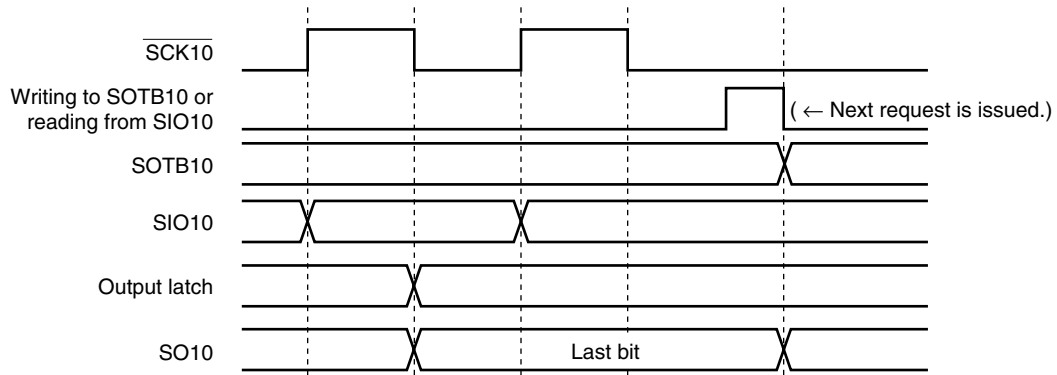 SCK10
Writing to SOTB10 or
reading from SIO10
( ← Next request is issued.)
SOTB10
SIO10
Output latch
SO10
Last bit